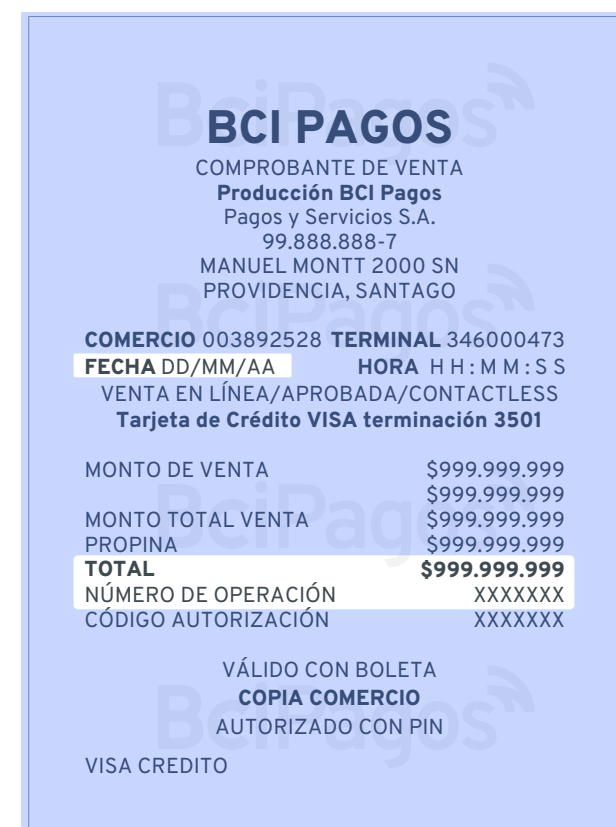 BCI PAGOS
COMPROBANTE DE VENTA
Producción BCI Pagos
Pagos y Servicios S.A.
99.888.888-7
MANUEL MONTT 2000 SN
PROVIDENCIA, SANTAGO
COMERCIO 003892528 TERMINAL 346000473
FECHA DD/MM/AA HORA HH:MM:SS
VENTA EN LÍNEA/APROBADA/CONTACTLESS
Tarjeta de Crédito VISA terminación 3501
MONTO DE VENTA $999.999.999
$999.999.999
MONTO TOTAL VENTA $999.999.999
PROPINA $999.999.999
TOTAL $999.999.999
NÚMERO DE OPERACIÓN XXXXXXX
CÓDIGO AUTORIZACIÓN XXXXXXX
VÁLIDO CON BOLETA
COPIA COMERCIO
AUTORIZADO CON PIN
VISA CREDITO
BciPagos
BciPagos
BciPagos
BciPagos